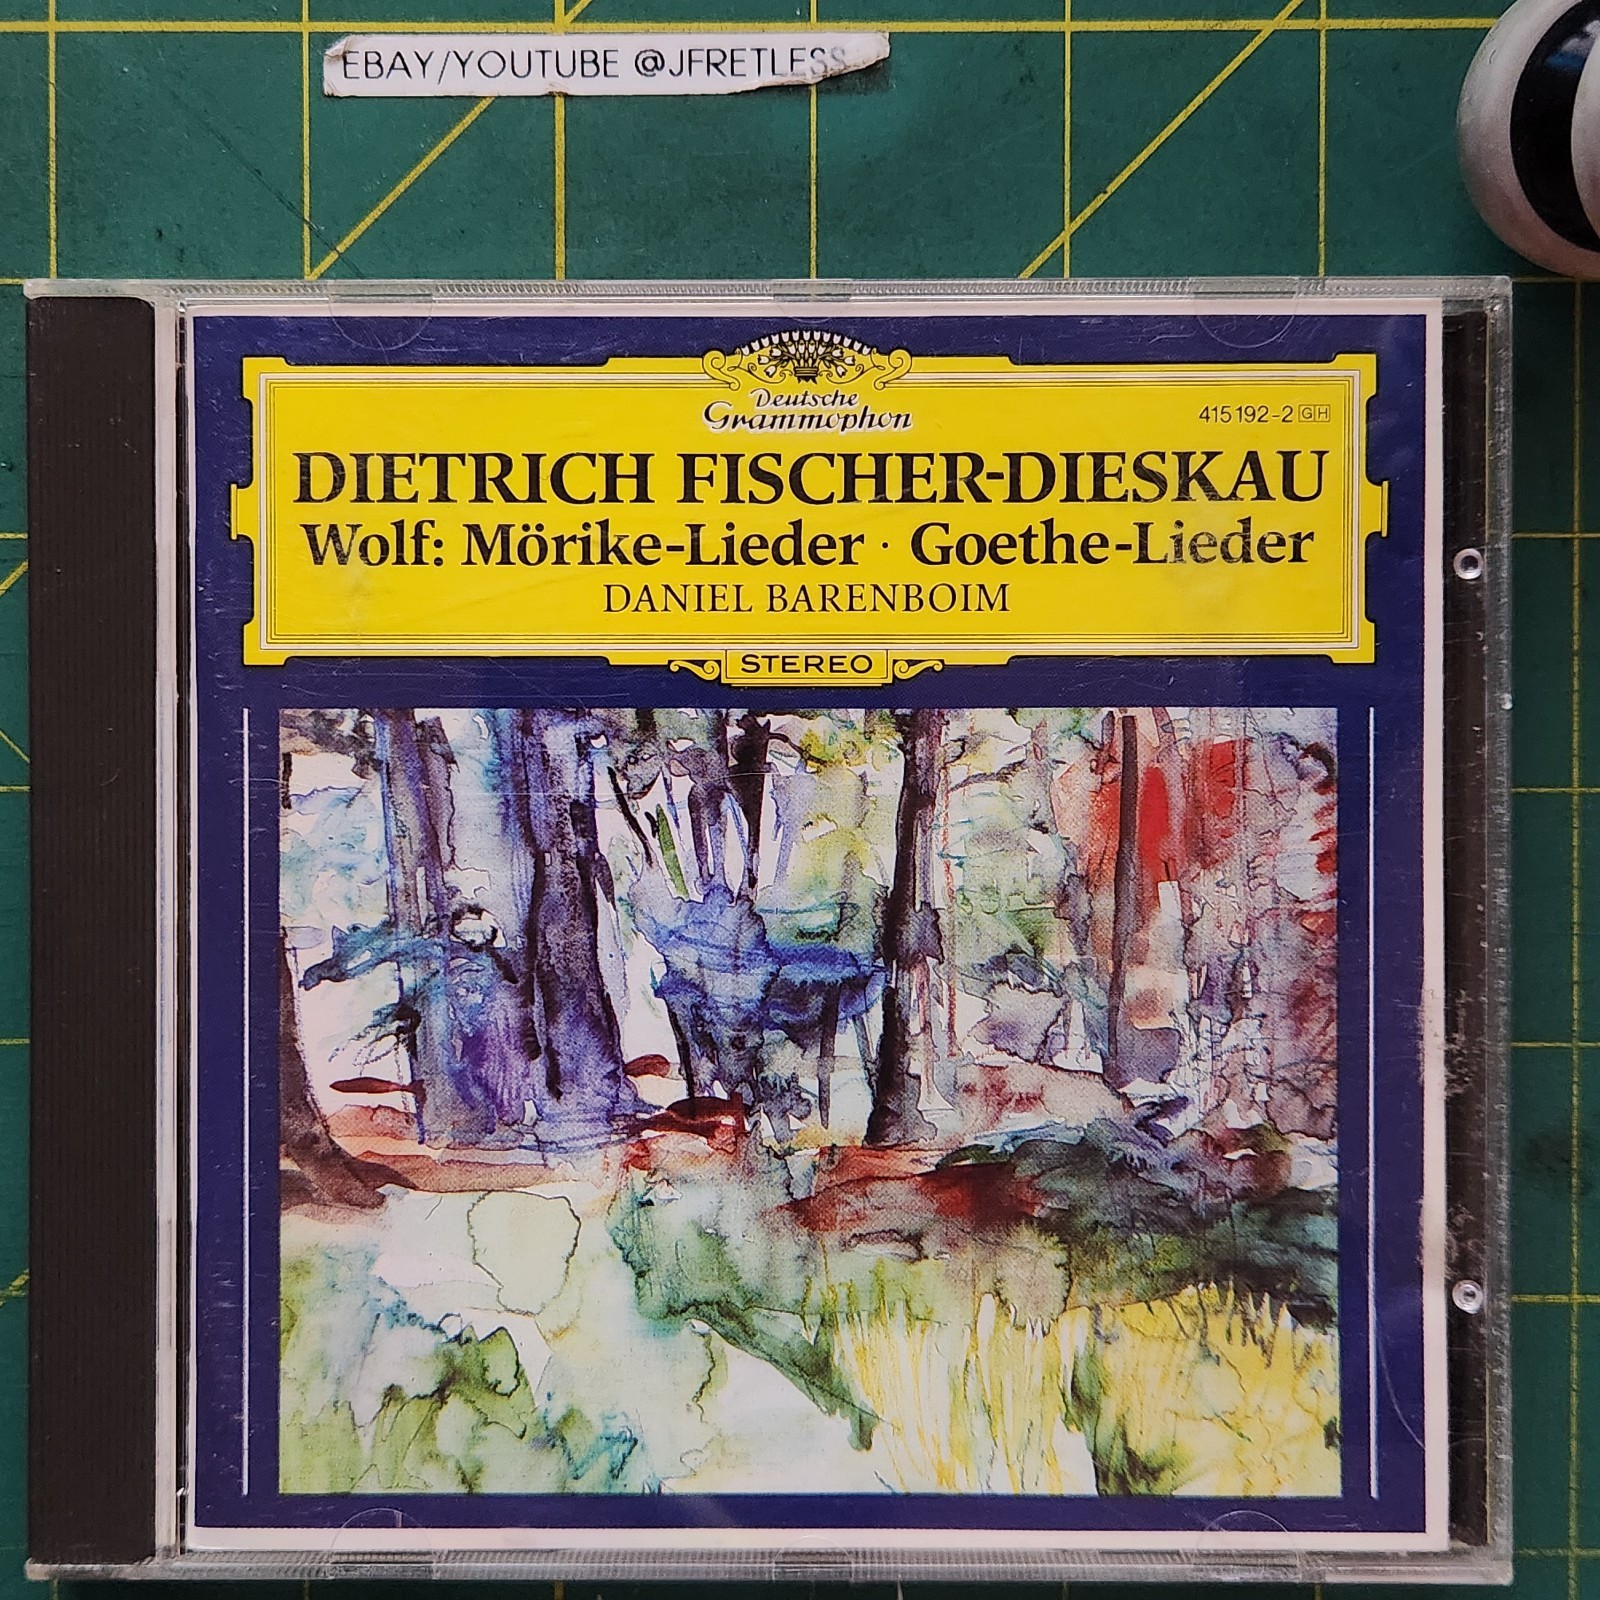 EBAY/YOUTUBE @JFRETLESS
Deutsche
Grammophon
415 192-2 GH
DIETRICH FISCHER-DIESKAU
Wolf: Mörike-Lieder · Goethe-Lieder
DANIEL BARENBOIM
STEREO